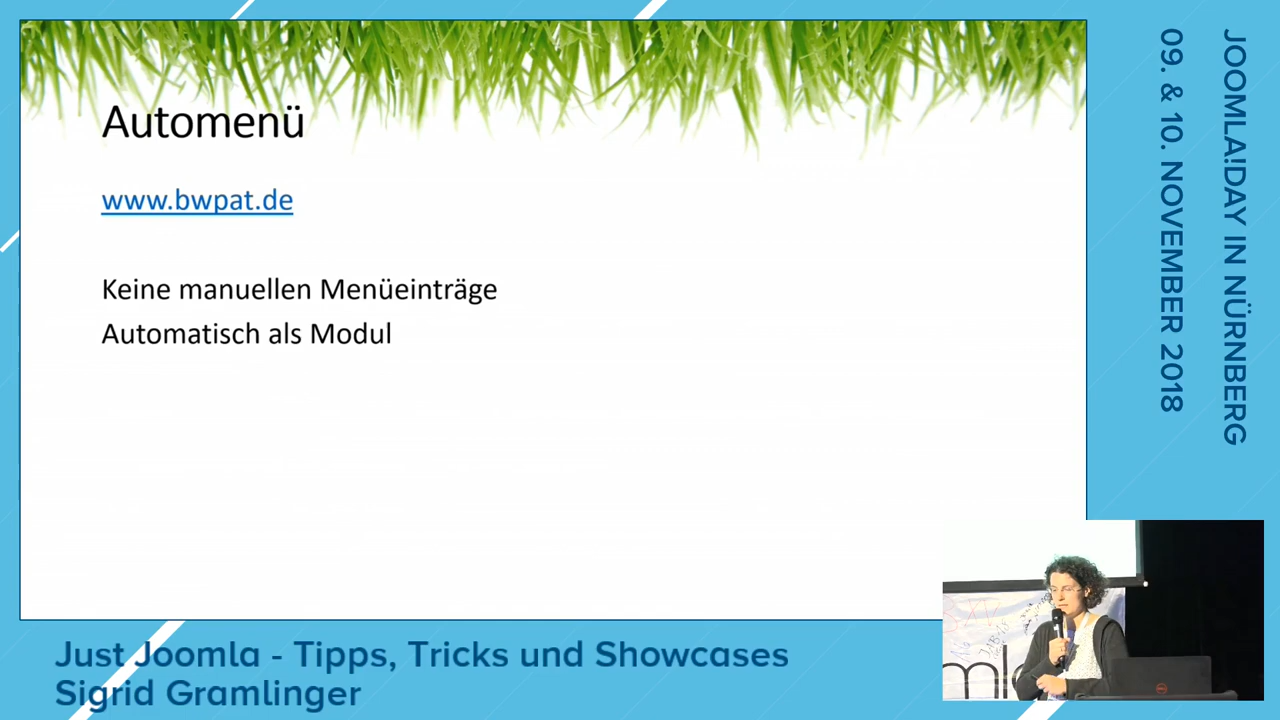 Automenü
www.bwpat.de
Keine manuellen Menüeinträge
Automatisch als Modul
JOOMLA!DAY IN NÜRNBERG
09. & 10. NOVEMBER 2018
Just Joomla - Tipps, Tricks und Showcases
Sigrid Gramlinger